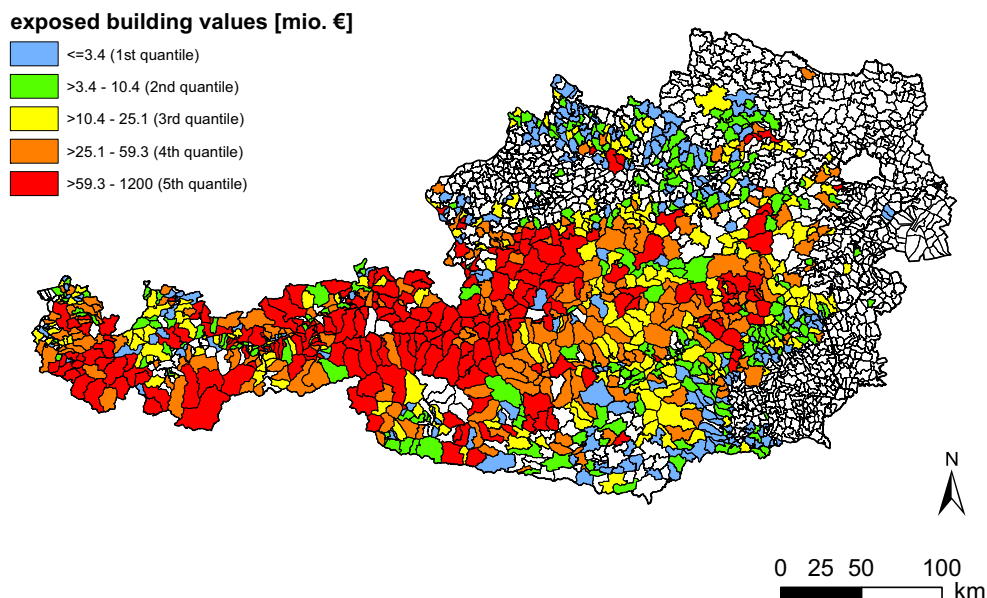 exposed building values [mio. €]
<=3.4 (1st quantile)
>3.4 - 10.4 (2nd quantile)
>10.4 - 25.1 (3rd quantile)
>25.1 - 59.3 (4th quantile)
>59.3 - 1200 (5th quantile)
N
0 25 50 100
km